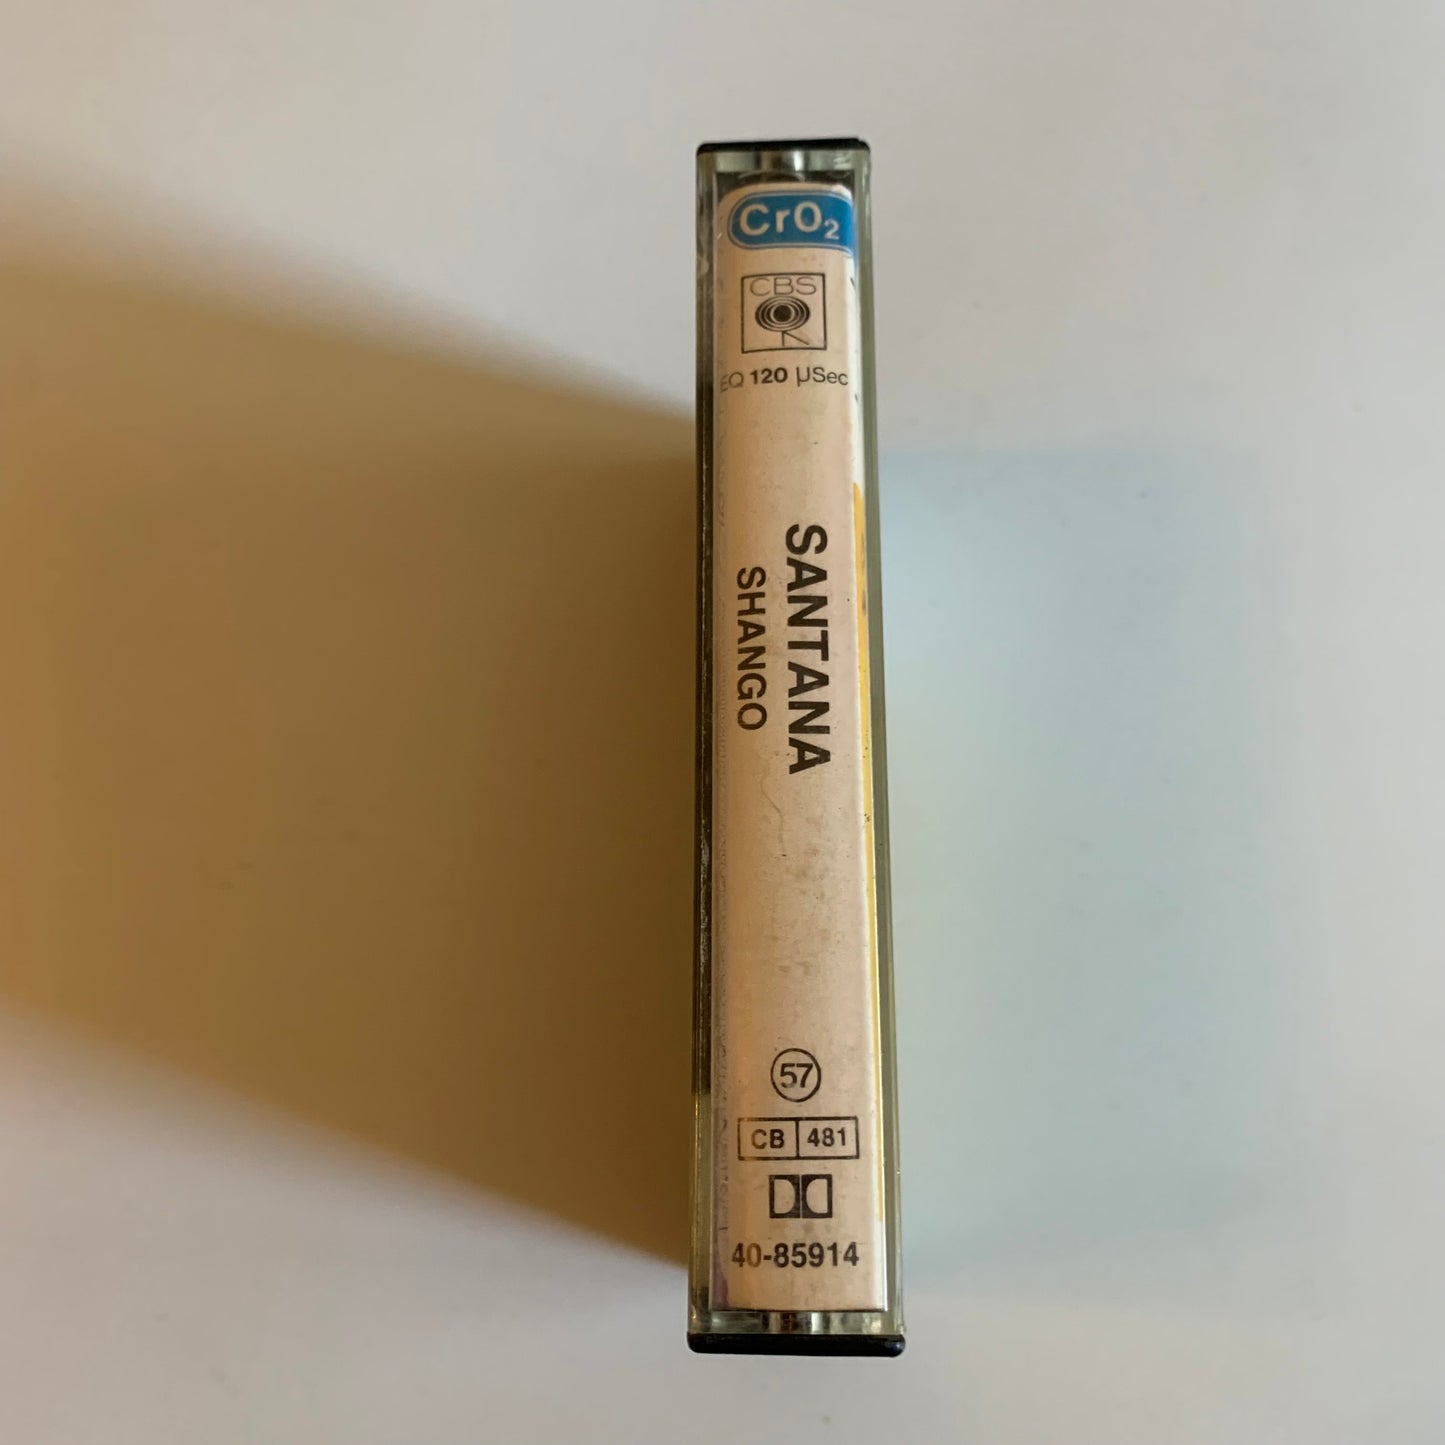 CrO₂
CBS
EQ 120 µSec
SANTANA
SHANGO
57
CB 481
40-85914